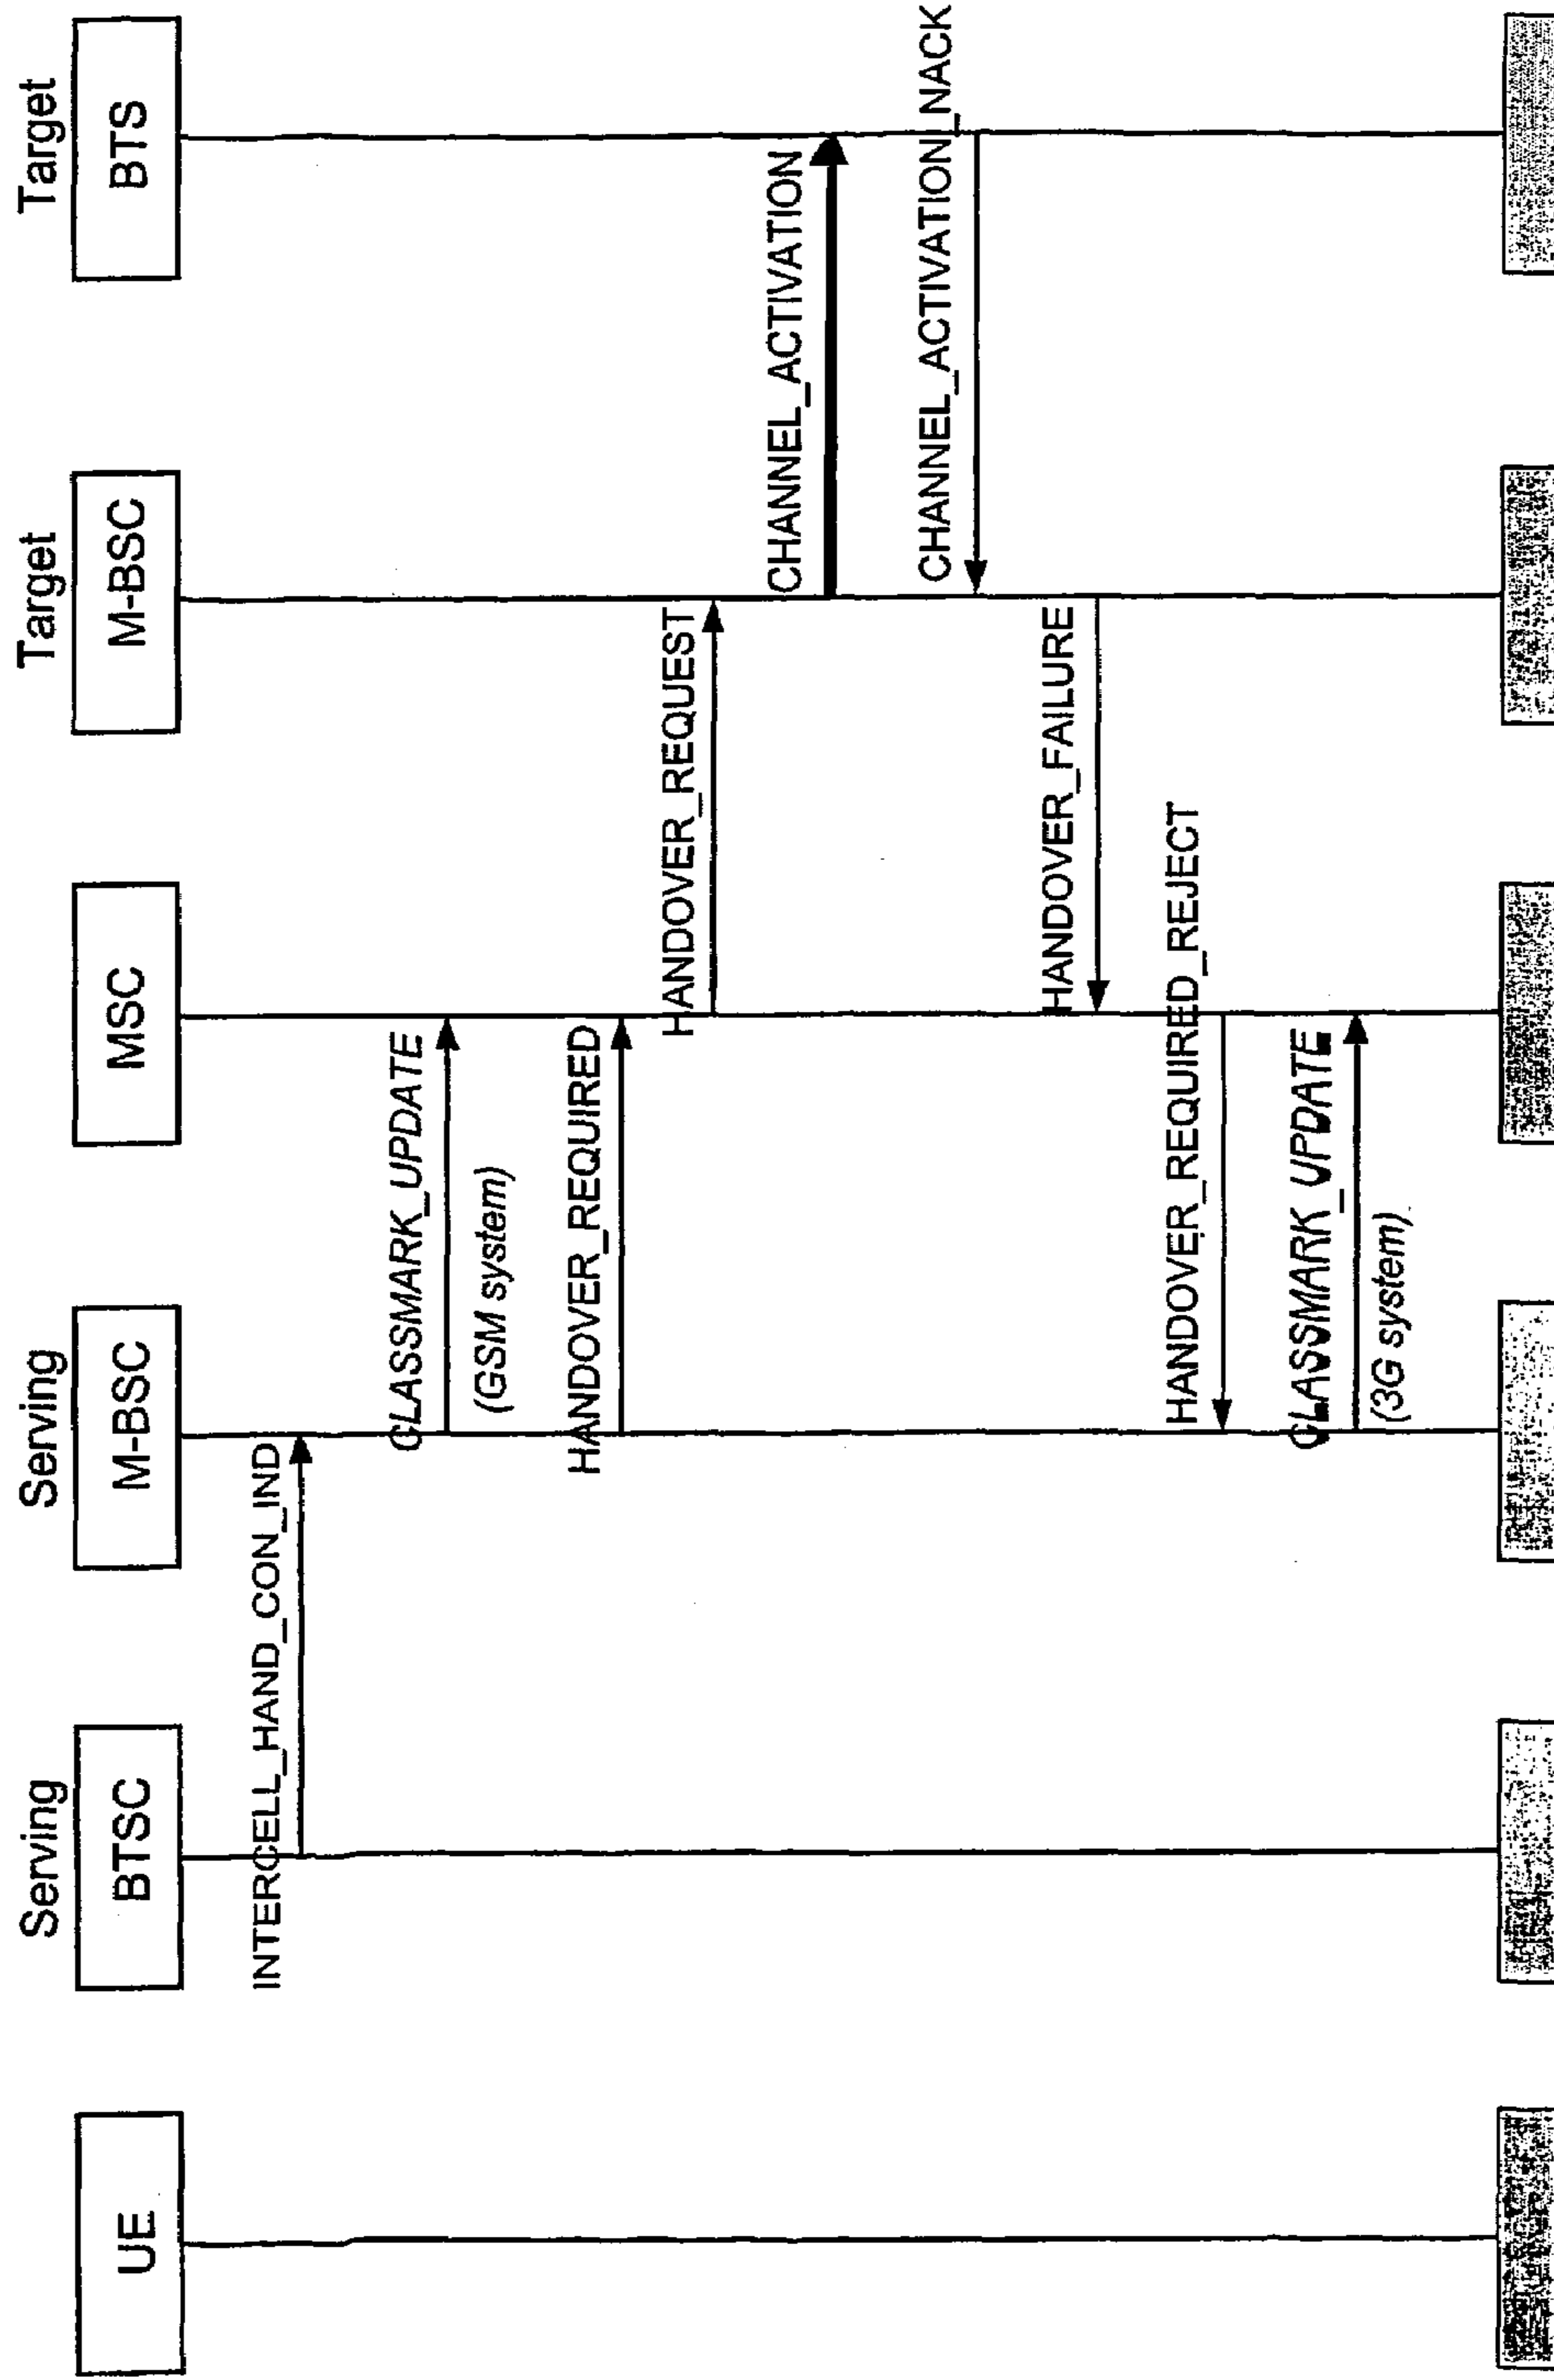 Serving
Serving
Target
Target
UE
BTSC
M-BSC
MSC
M-BSC
BTS
INTERCELL_HAND_CON_IND
CLASSMARK_UPDATE
(GSM system)
HANDOVER_REQUIRED
HANDOVER_REQUEST
CHANNEL_ACTIVATION
CHANNEL_ACTIVATION_NACK
HANDOVER_FAILURE
HANDOVER_REQUIRED_REJECT
CLASSMARK_UPDATE
(3G system)